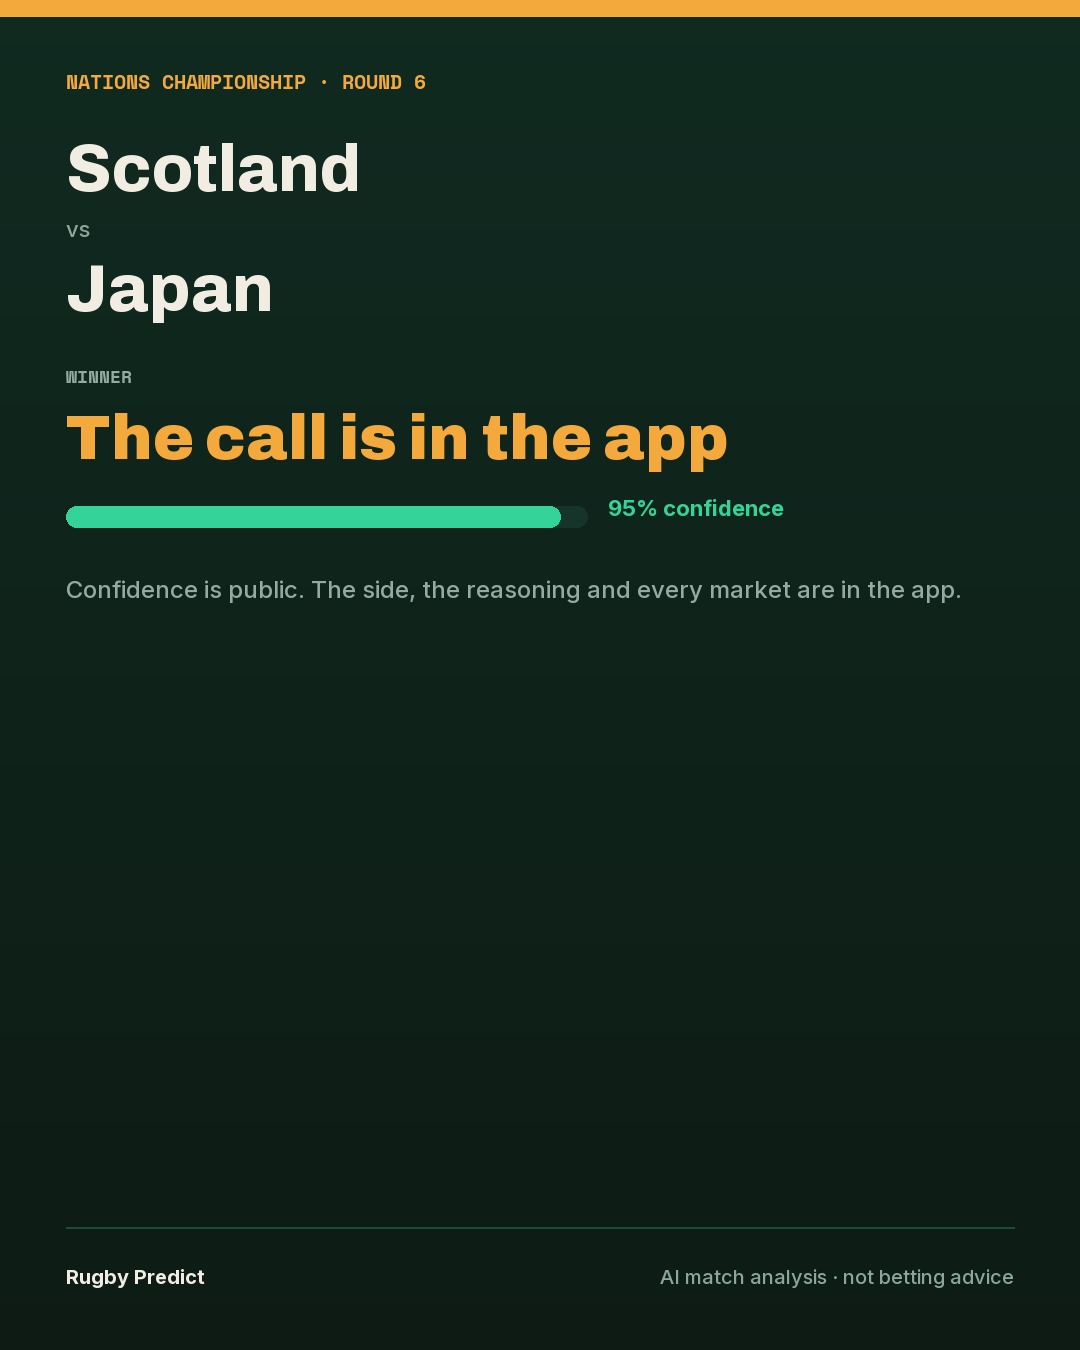 NATIONS CHAMPIONSHIP · ROUND 6
Scotland
VS
Japan
WINNER
The call is in the app
95% confidence
Confidence is public. The side, the reasoning and every market are in the app.
Rugby Predict
AI match analysis · not betting advice